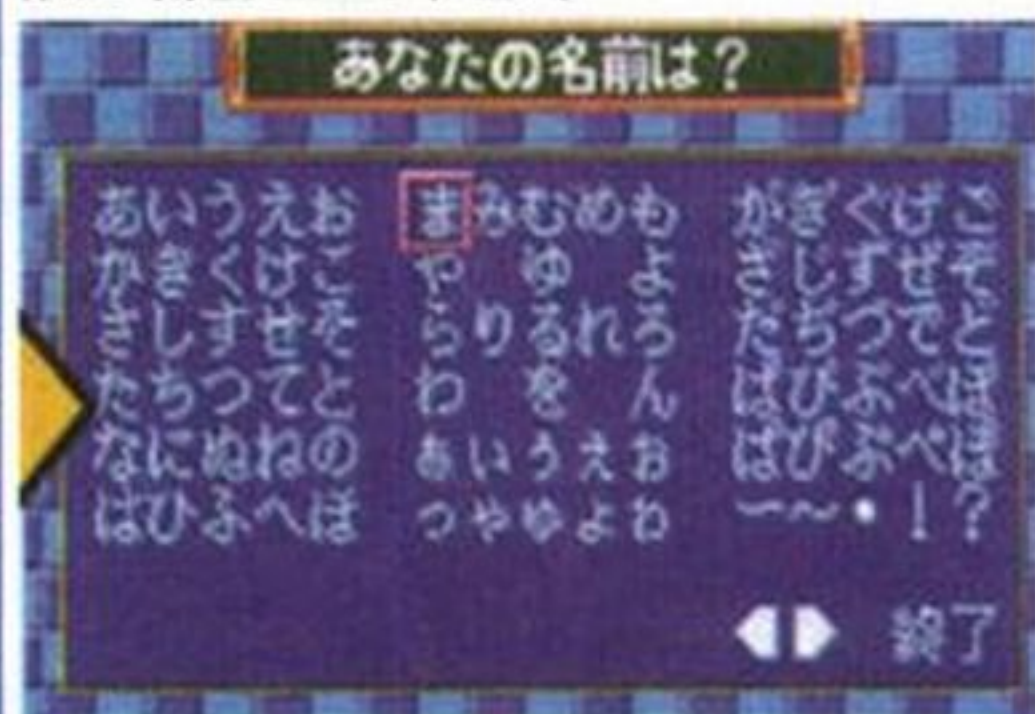 あなたの名前は?
あいうえお まみむめも がぎぐげご
かきくけこ や ゆ よ ざじずぜぞ
さしすせそ らりるれろ だぢづでど
たちつてと わ を ん ばびぶべぼ
なにぬねの ぁぃぅぇぉ ぱぴぷぺぽ
はひふへほ っゃゅょゎ ー~・!?
終了